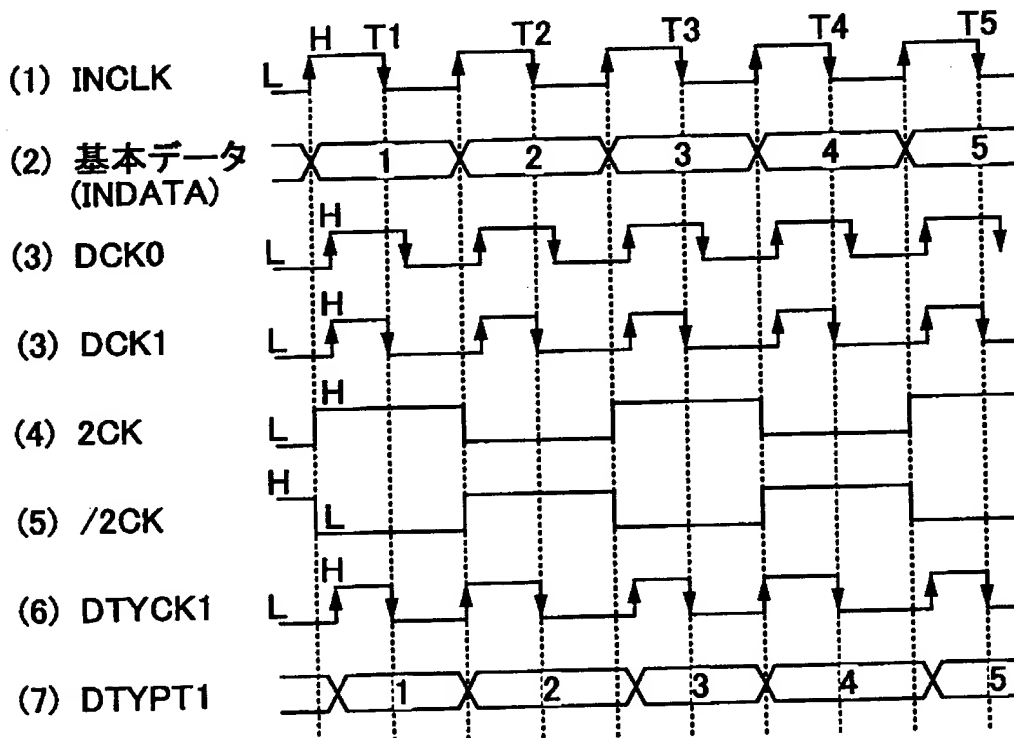 H T1 T2 T3 T4 T5
(1) INCLK L
(2) 基本データ 1 2 3 4 5
(INDATA)
H
(3) DCK0 L
H
(3) DCK1 L
H
(4) 2CK L
H
(5) /2CK L
H
(6) DTYCK1 L
(7) DTYPT1 1 2 3 4 5